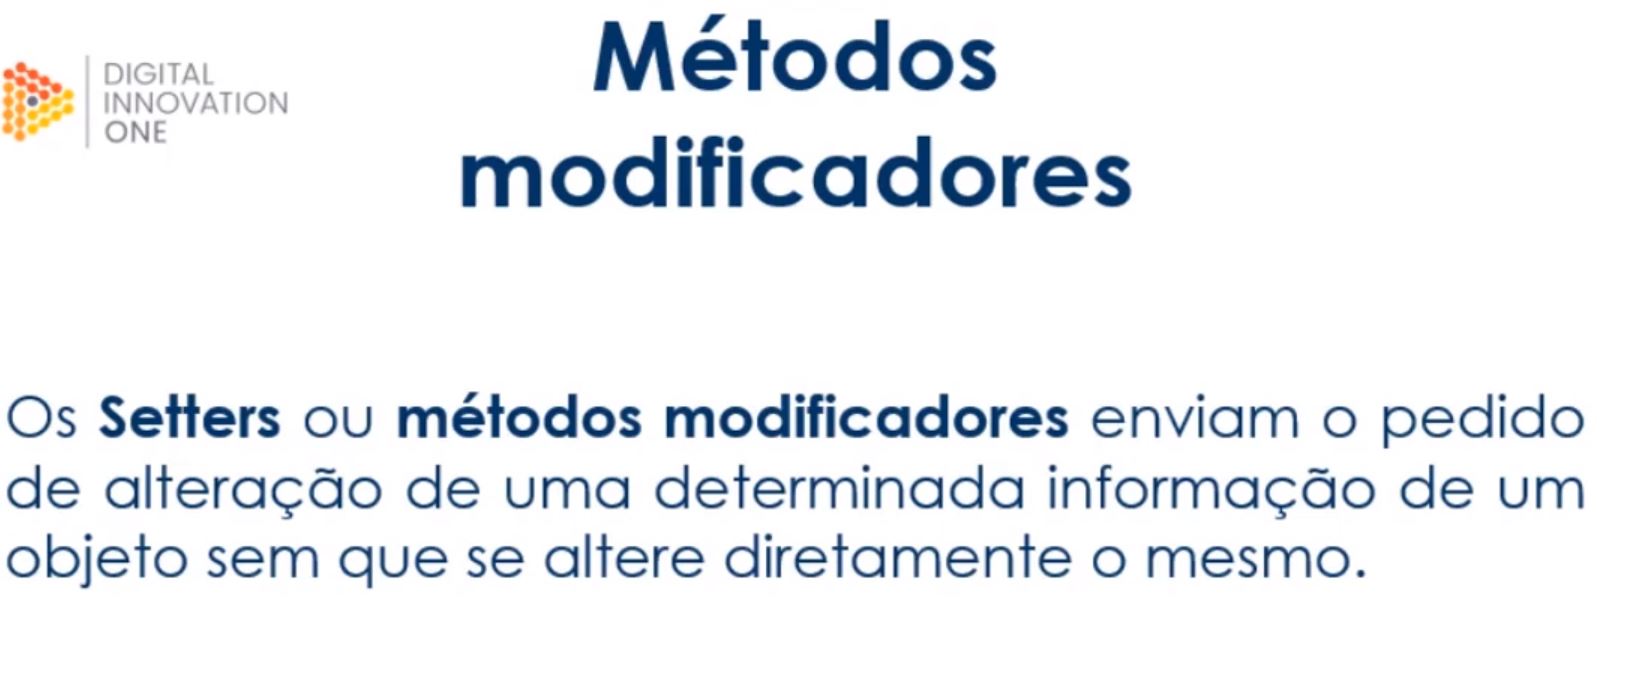 Métodos
modificadores
DIGITAL
INNOVATION
ONE
Os Setters ou métodos modificadores enviam o pedido
de alteração de uma determinada informação de um
objeto sem que se altere diretamente o mesmo.